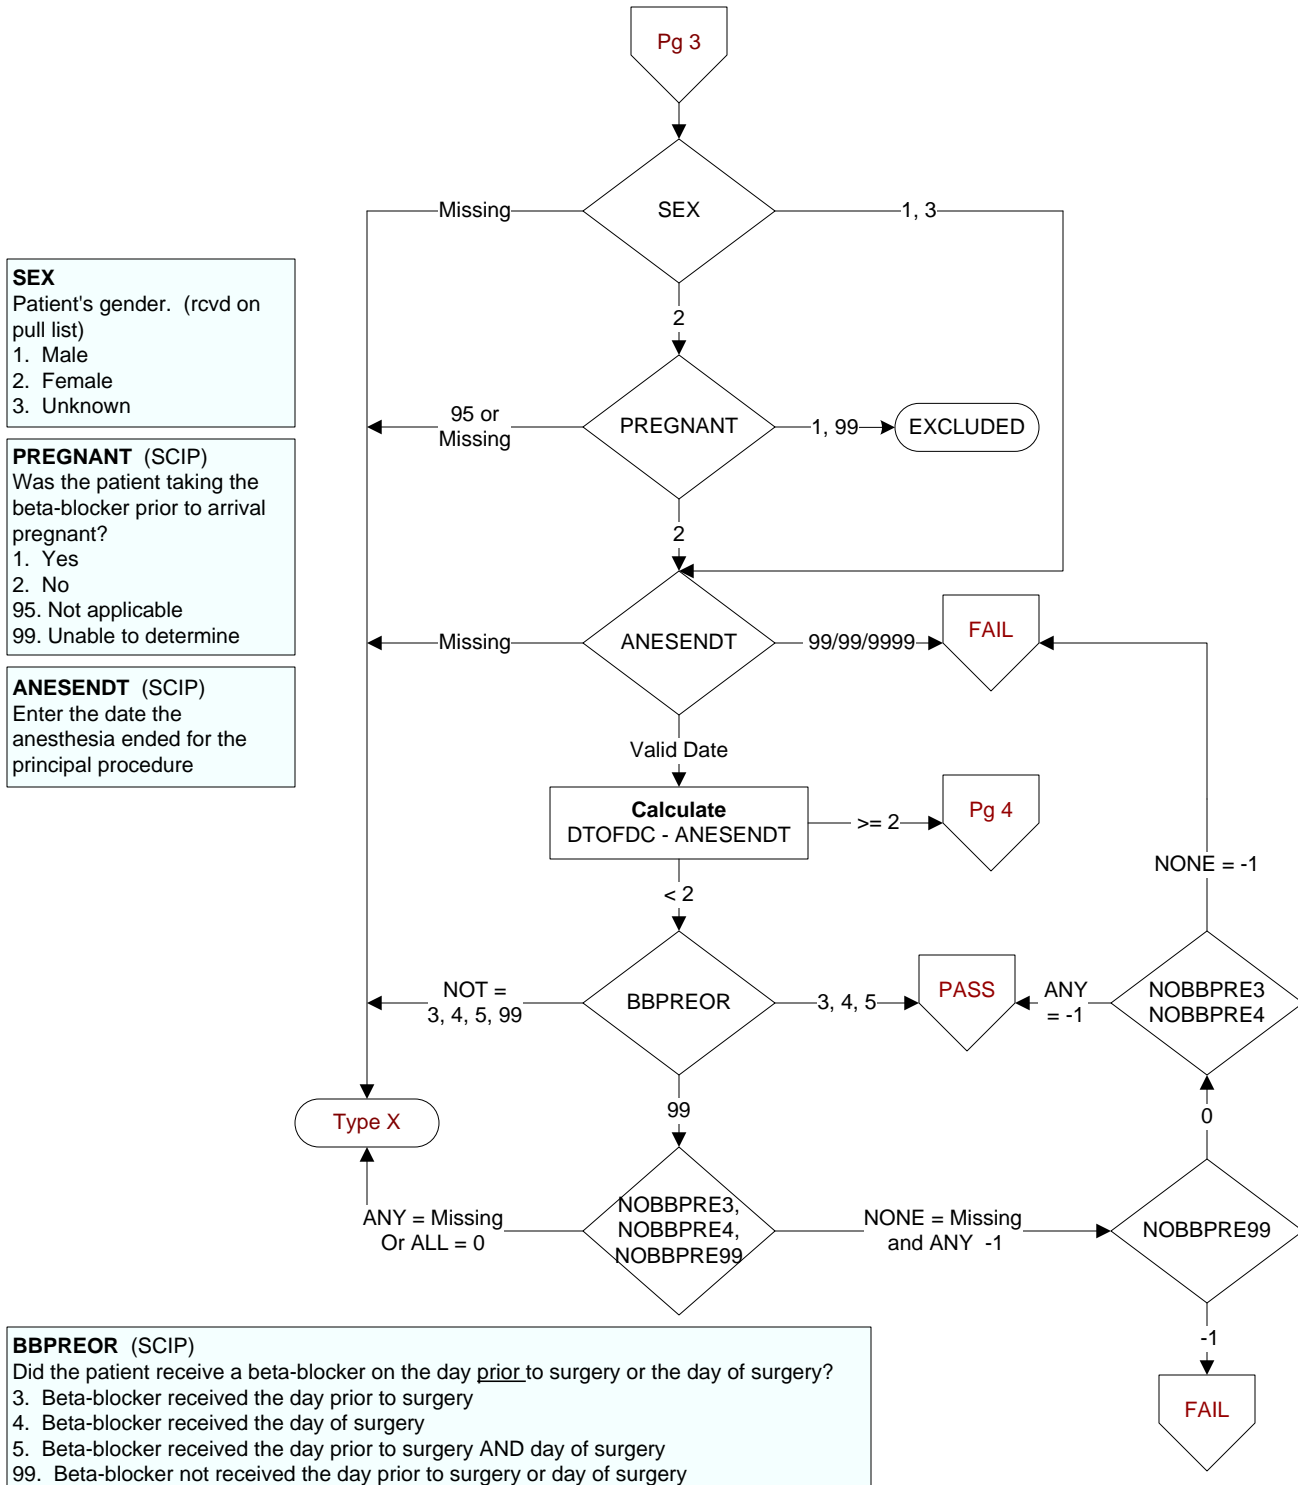 Pg 3
SEX
Missing
1, 3
2
SEX
Patient's gender.  (rcvd on
pull list)
1.  Male
2.  Female
3.  Unknown
PREGNANT
95 or
Missing
1, 99
EXCLUDED
2
PREGNANT  (SCIP)
Was the patient taking the
beta-blocker prior to arrival
pregnant?
1.  Yes
2.  No
95. Not applicable
99. Unable to determine
ANESENDT
Missing
99/99/9999
FAIL
Valid Date
ANESENDT  (SCIP)
Enter the date the
anesthesia ended for the
principal procedure
Calculate
DTOFDC - ANESENDT
>= 2
Pg 4
< 2
NONE = -1
BBPREOR
NOT =
3, 4, 5, 99
3, 4, 5
PASS
ANY
= -1
NOBBPRE3
NOBBPRE4
99
0
Type X
ANY = Missing
Or ALL = 0
NOBBPRE3,
NOBBPRE4,
NOBBPRE99
NONE = Missing
and ANY  -1
NOBBPRE99
-1
FAIL
BBPREOR  (SCIP)
Did the patient receive a beta-blocker on the day prior to surgery or the day of surgery?
3.  Beta-blocker received the day prior to surgery
4.  Beta-blocker received the day of surgery
5.  Beta-blocker received the day prior to surgery AND day of surgery
99.  Beta-blocker not received the day prior to surgery or day of surgery